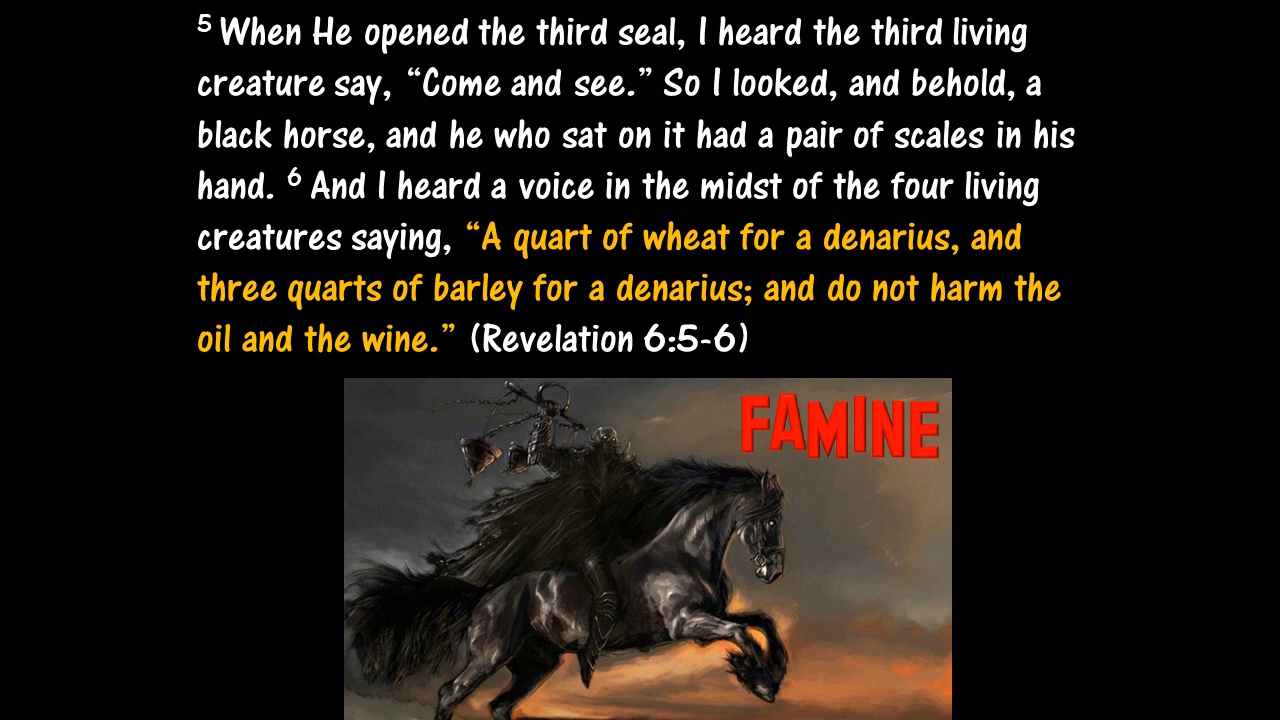 ⁵ When He opened the third seal, I heard the third living
creature say, “Come and see.” So I looked, and behold, a
black horse, and he who sat on it had a pair of scales in his
hand. ⁶ And I heard a voice in the midst of the four living
creatures saying, “A quart of wheat for a denarius, and
three quarts of barley for a denarius; and do not harm the
oil and the wine.” (Revelation 6:5-6)
FAMINE